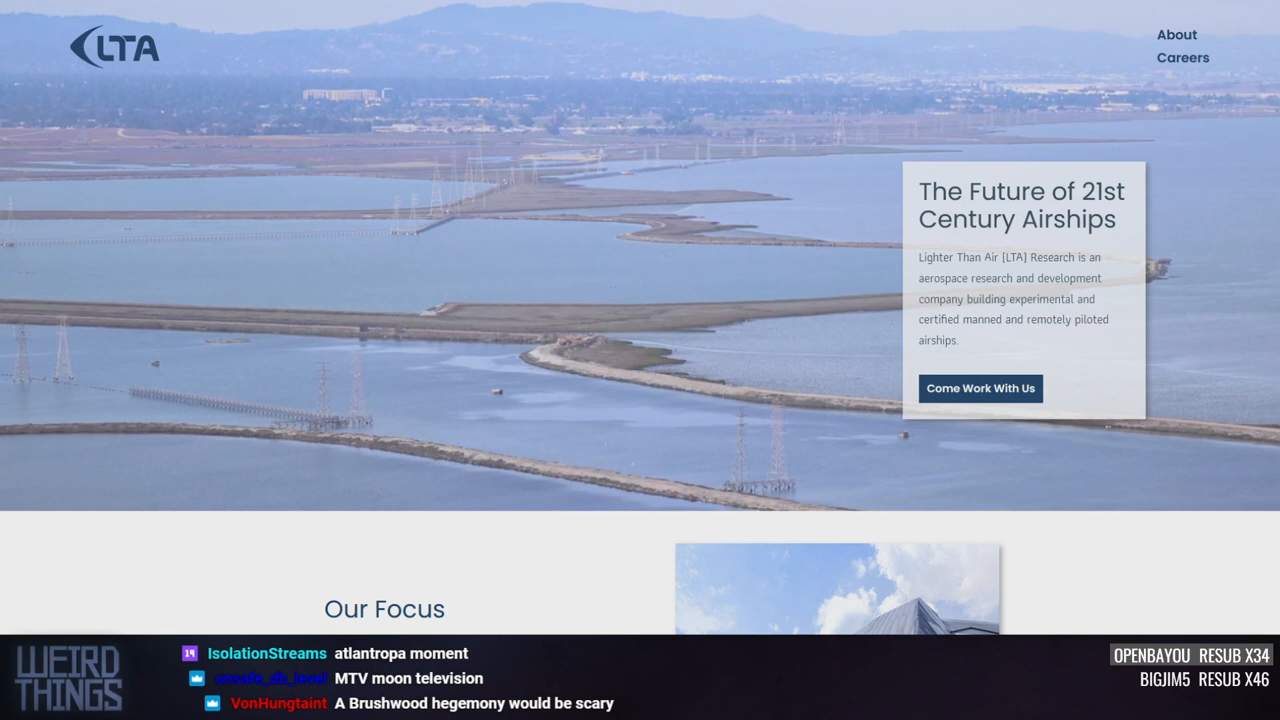 LTA
About
Careers
The Future of 21st
Century Airships
Lighter Than Air [LTA] Research is an
aerospace research and development
company building experimental and
certified manned and remotely piloted
airships.
Come Work With Us
Our Focus
WEIRD
THINGS
IsolationStreams atlantropa moment
unsafe_db_level MTV moon television
VonHungtaint A Brushwood hegemony would be scary
OPENBAYOU RESUB X34
BIGJIM5 RESUB X46